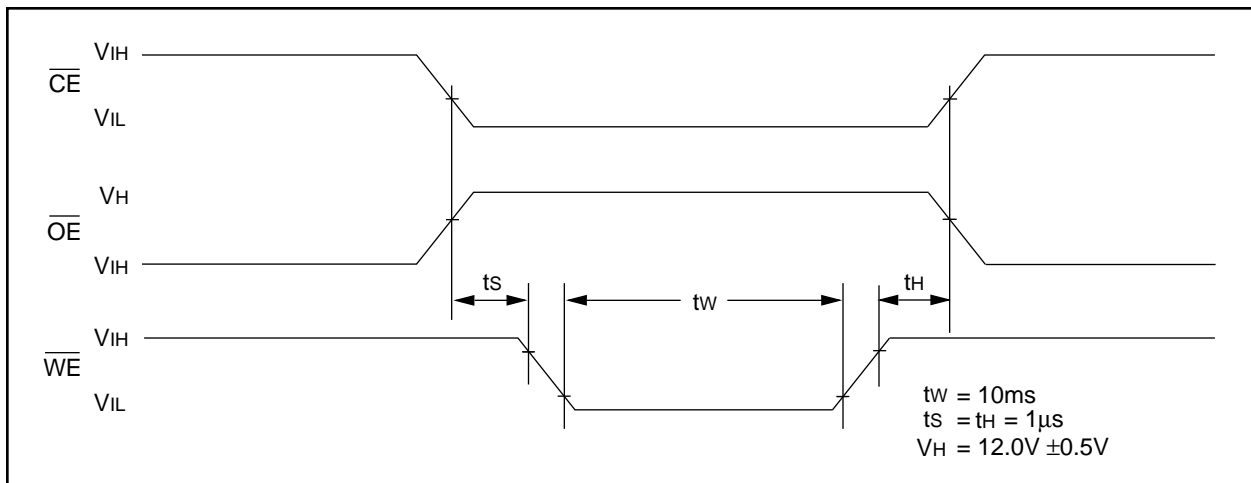 VIH
CE
VIL
VH
OE
VIH
tS
tW
tH
VIH
WE
VIL
tW = 10ms
tS = tH = 1µs
VH = 12.0V ±0.5V